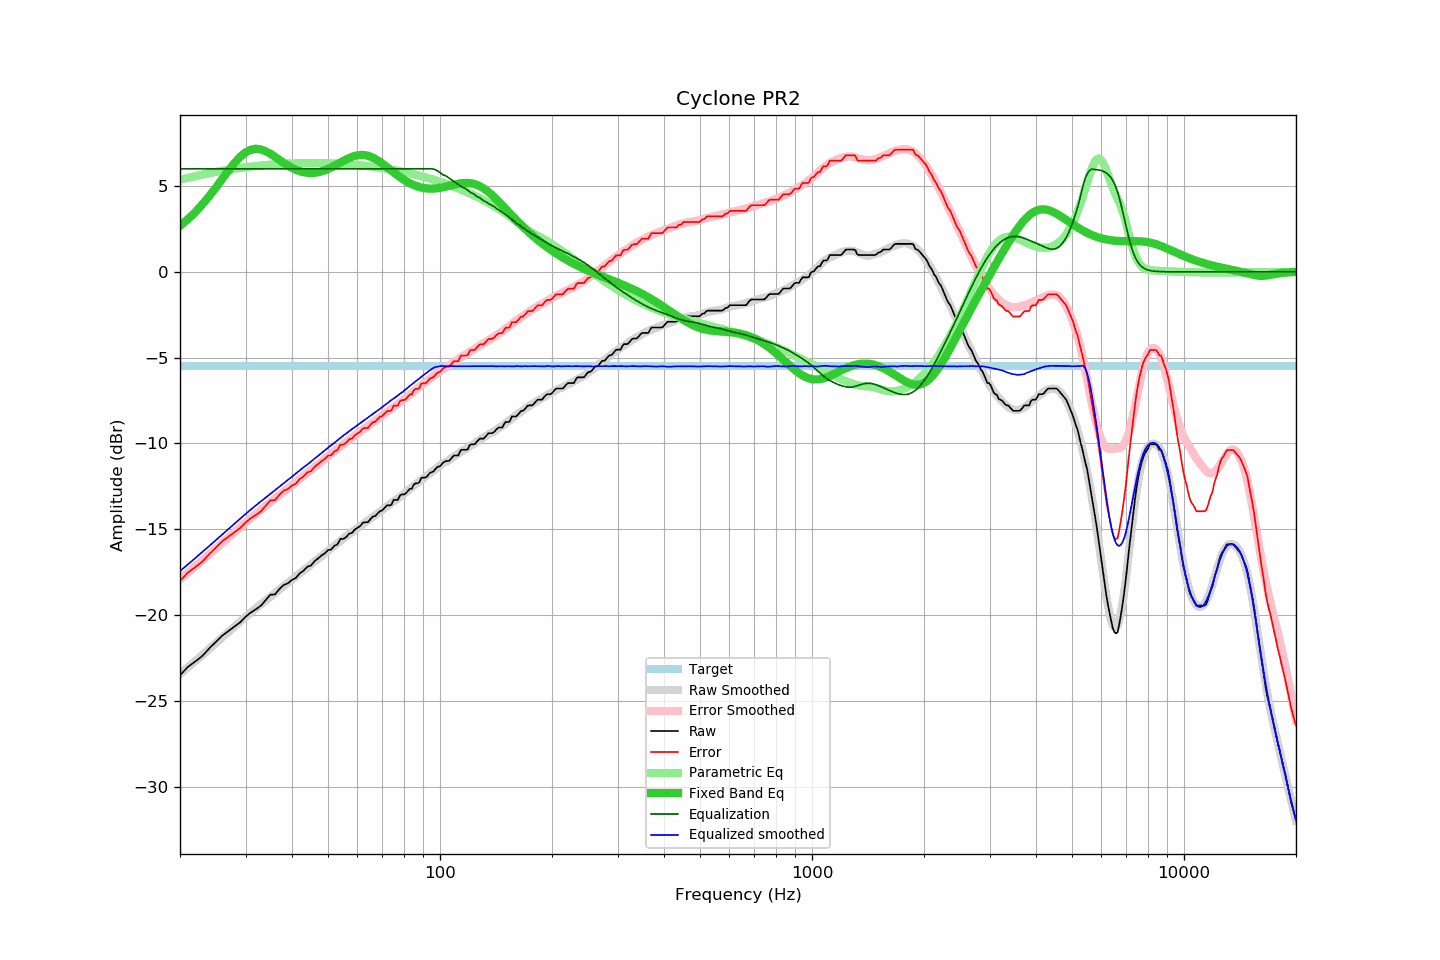 Cyclone PR2
Amplitude (dBr)
5
0
−5
−10
−15
−20
−25
−30
Target
Raw Smoothed
Error Smoothed
Raw
Error
Parametric Eq
Fixed Band Eq
Equalization
Equalized smoothed
100
1000
10000
Frequency (Hz)